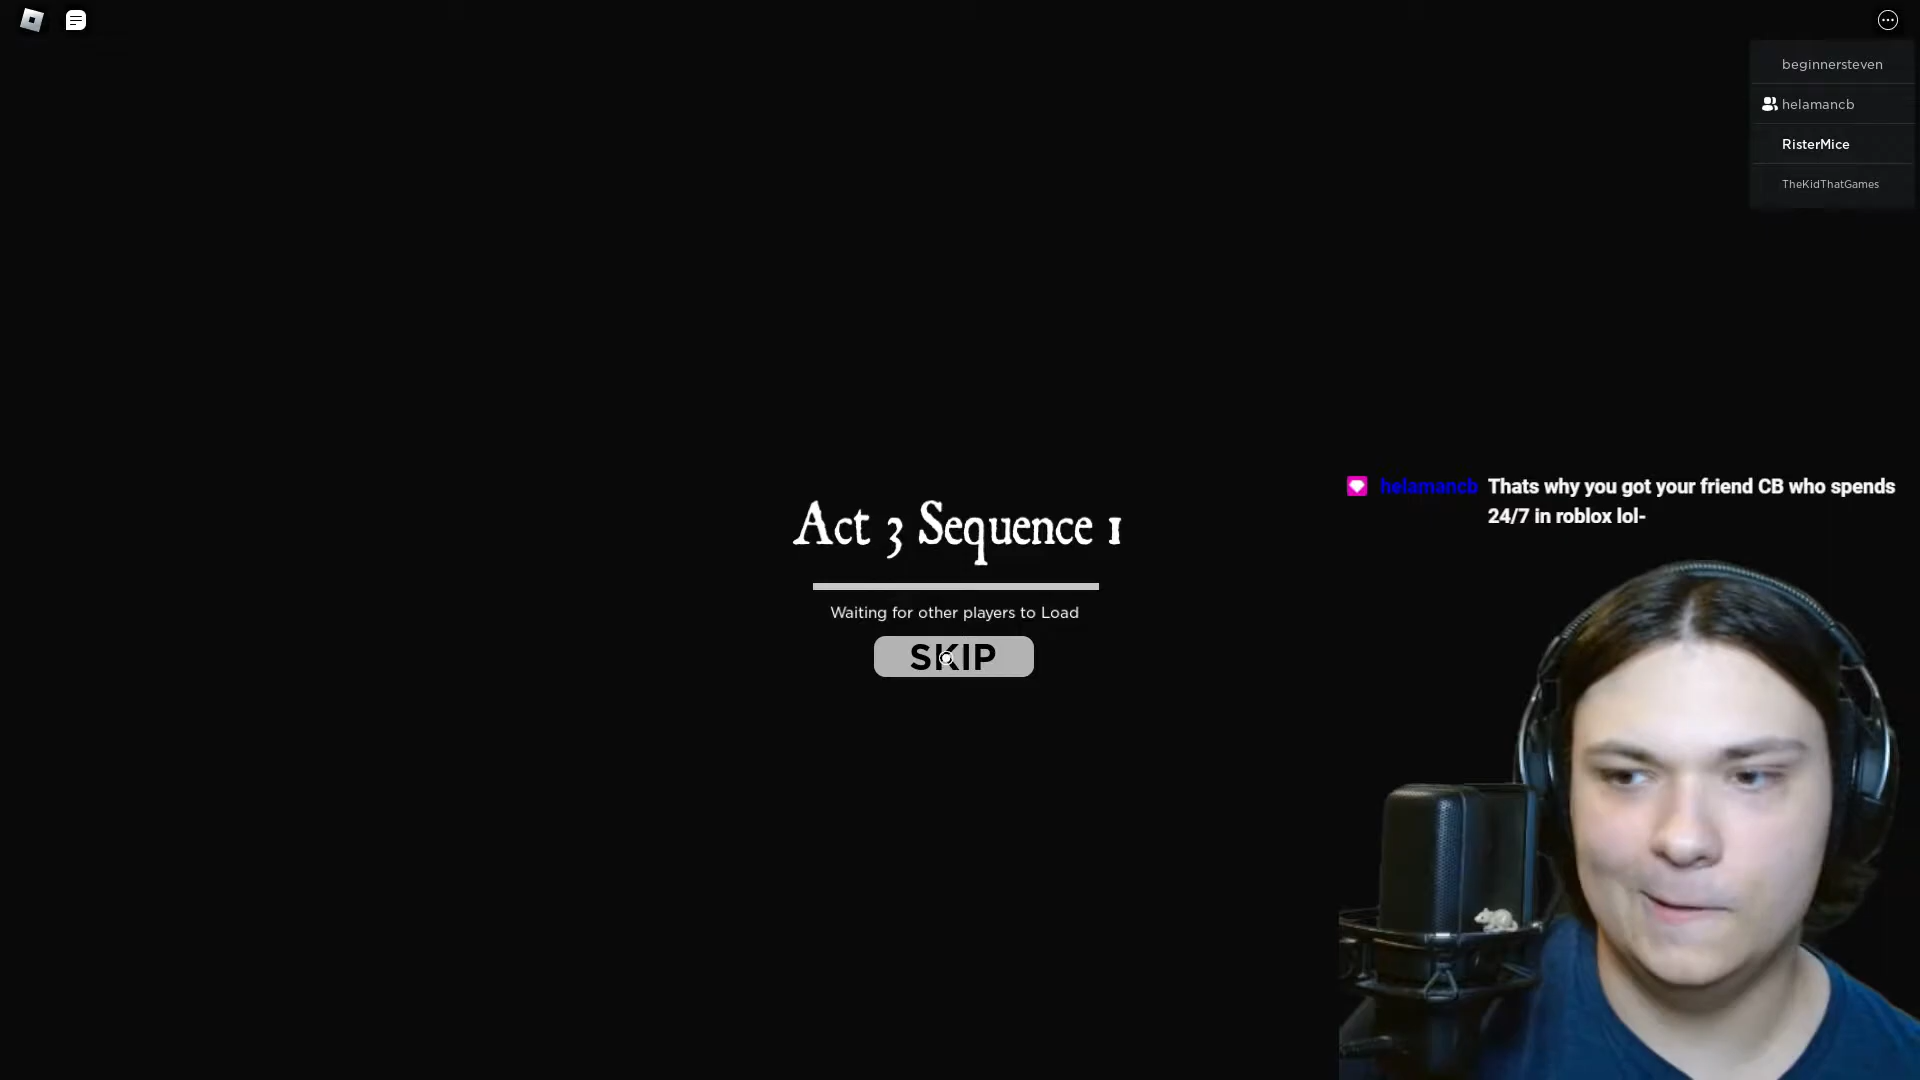 beginnersteven
helamancb
RisterMice
TheKidThatGames
helamancb Thats why you got your friend CB who spends
24/7 in roblox lol-
Act 3 Sequence 1
Waiting for other players to Load
SKIP